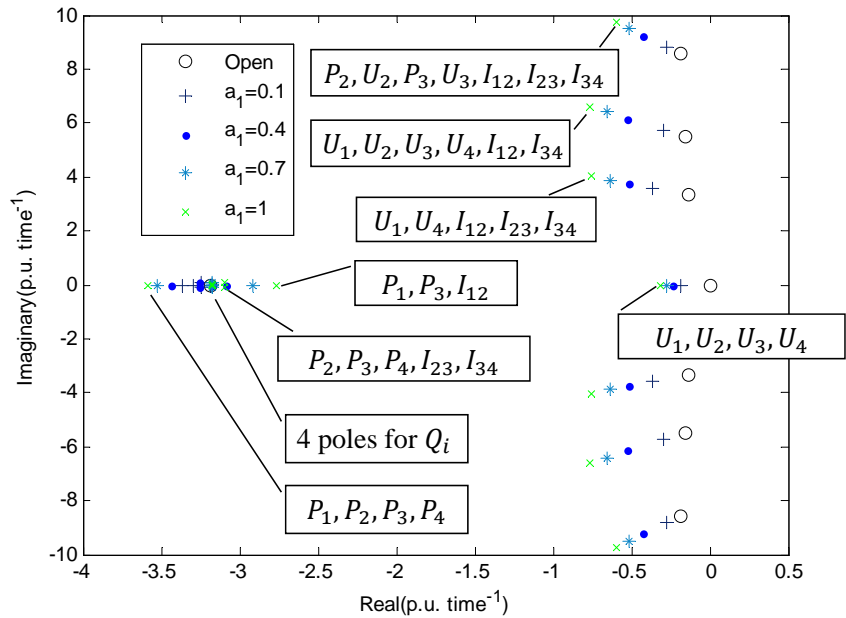 10
8
6
4
2
0
-2
-4
-6
-8
-10
Imaginary(p.u. time⁻¹)
Open
a₁=0.1
a₁=0.4
a₁=0.7
a₁=1
P₂, U₂, P₃, U₃, I₁₂, I₂₃, I₃₄
U₁, U₂, U₃, U₄, I₁₂, I₃₄
U₁, U₄, I₁₂, I₂₃, I₃₄
P₁, P₃, I₁₂
U₁, U₂, U₃, U₄
P₂, P₃, P₄, I₂₃, I₃₄
4 poles for Qᵢ
P₁, P₂, P₃, P₄
-4 -3.5 -3 -2.5 -2 -1.5 -1 -0.5 0 0.5
Real(p.u. time⁻¹)